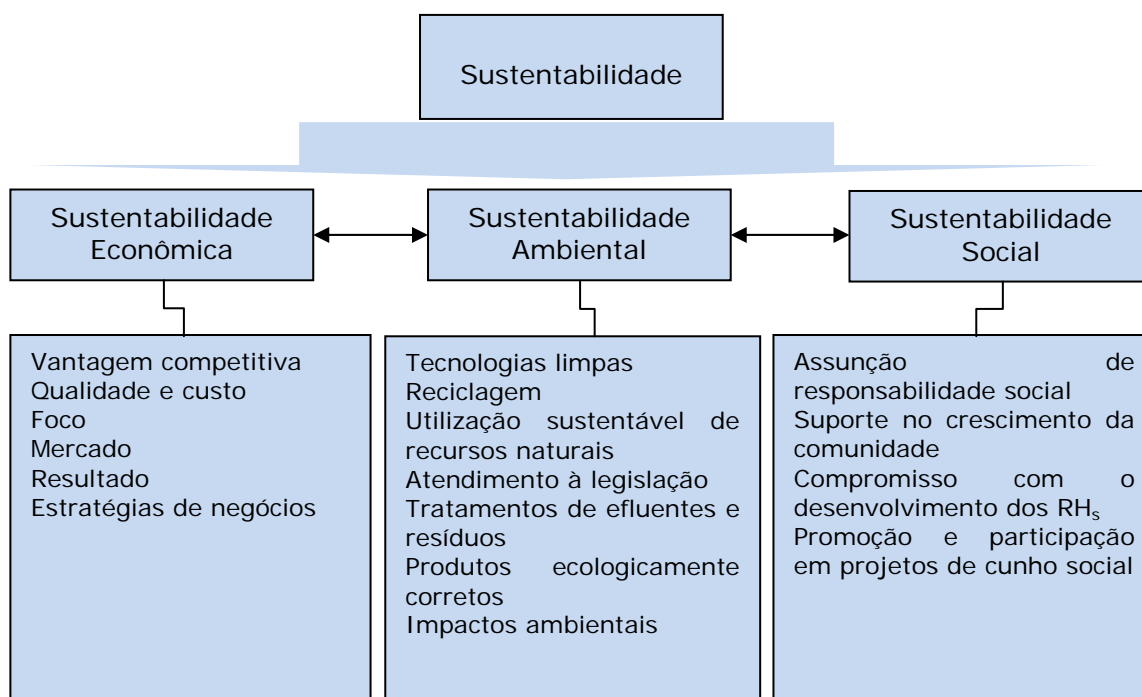 Sustentabilidade
Sustentabilidade
Econômica
Sustentabilidade
Ambiental
Sustentabilidade
Social
Vantagem competitiva
Qualidade e custo
Foco
Mercado
Resultado
Estratégias de negócios
Tecnologias limpas
Reciclagem
Utilização sustentável de
recursos naturais
Atendimento à legislação
Tratamentos de efluentes e
resíduos
Produtos ecologicamente
corretos
Impactos ambientais
Assunção de
responsabilidade social
Suporte no crescimento da
comunidade
Compromisso com o
desenvolvimento dos RHs
Promoção e participação
em projetos de cunho social